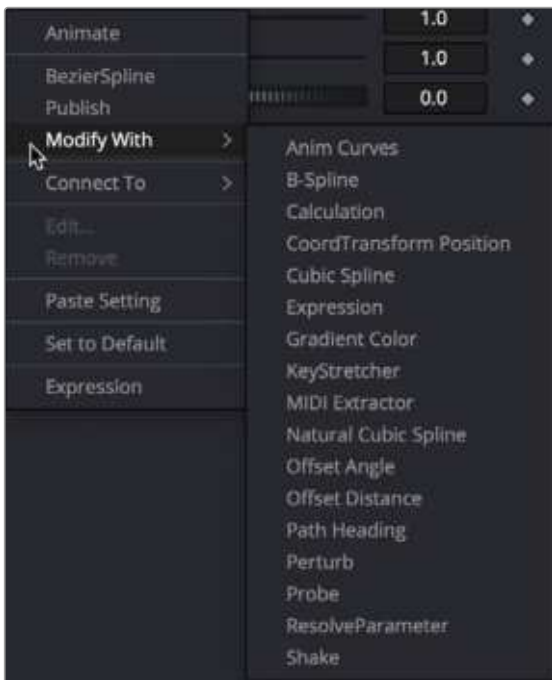 Animate
BezierSpline
Publish
Modify With >
Connect To >
Edit...
Remove
Paste Setting
Set to Default
Expression
1.0
1.0
0.0
Anim Curves
B-Spline
Calculation
CoordTransform Position
Cubic Spline
Expression
Gradient Color
KeyStretcher
MIDI Extractor
Natural Cubic Spline
Offset Angle
Offset Distance
Path Heading
Perturb
Probe
ResolveParameter
Shake